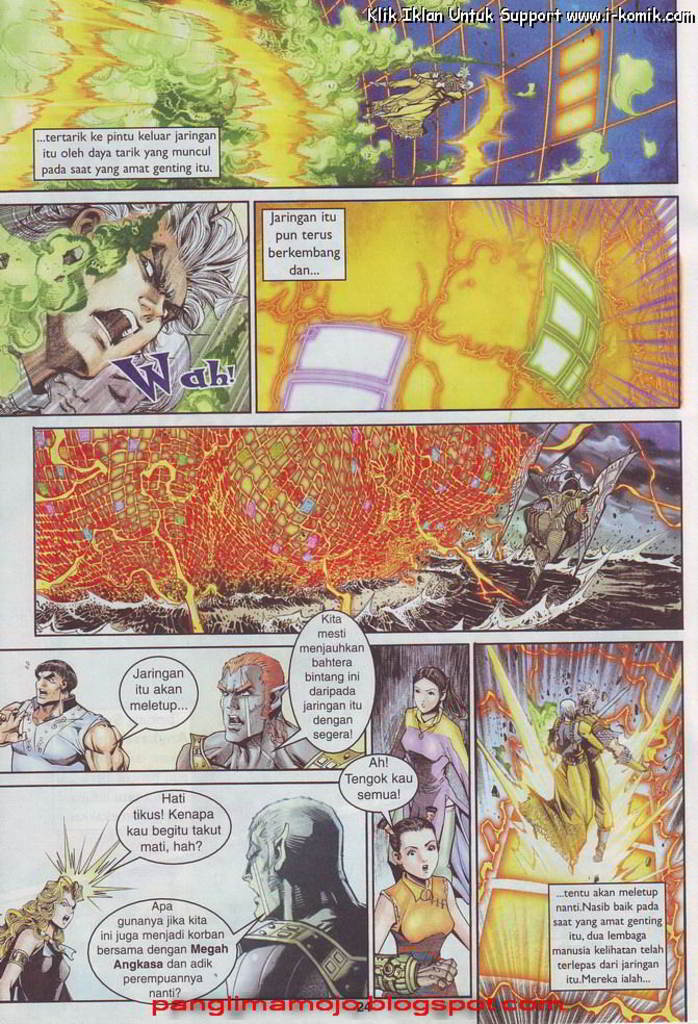 Klik Iklan Untuk Support www.i-komik.com
...tertarik ke pintu keluar jaringan
itu oleh daya tarik yang muncul
pada saat yang amat genting itu.
Wah!
Jaringan itu
pun terus
berkembang
dan...
Jaringan
itu akan
meletup...
Kita
mesti
menjauhkan
bahtera
bintang ini
daripada
jaringan itu
dengan
segera!
Ah!
Tengok kau
semua!
Hati
tikus! Kenapa
kau begitu takut
mati, hah?
Apa
gunanya jika kita
ini juga menjadi korban
bersama dengan Megah
Angkasa dan adik
perempuannya
nanti?
...tentu akan meletup
nanti.Nasib baik pada
saat yang amat genting
itu, dua lembaga
manusia kelihatan telah
terlepas dari jaringan
itu.Mereka ialah...
24
panglimamojo.blogspot.com